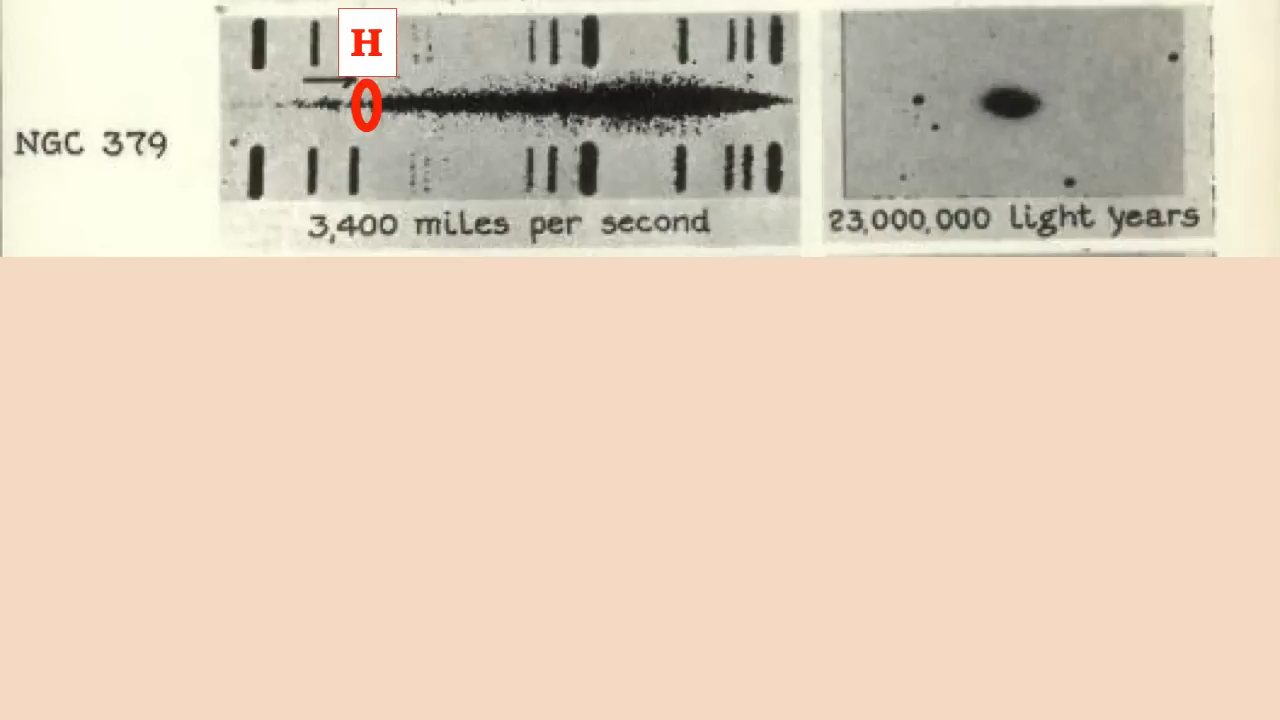 H
NGC 379
3,400 miles per second
23,000,000 light years